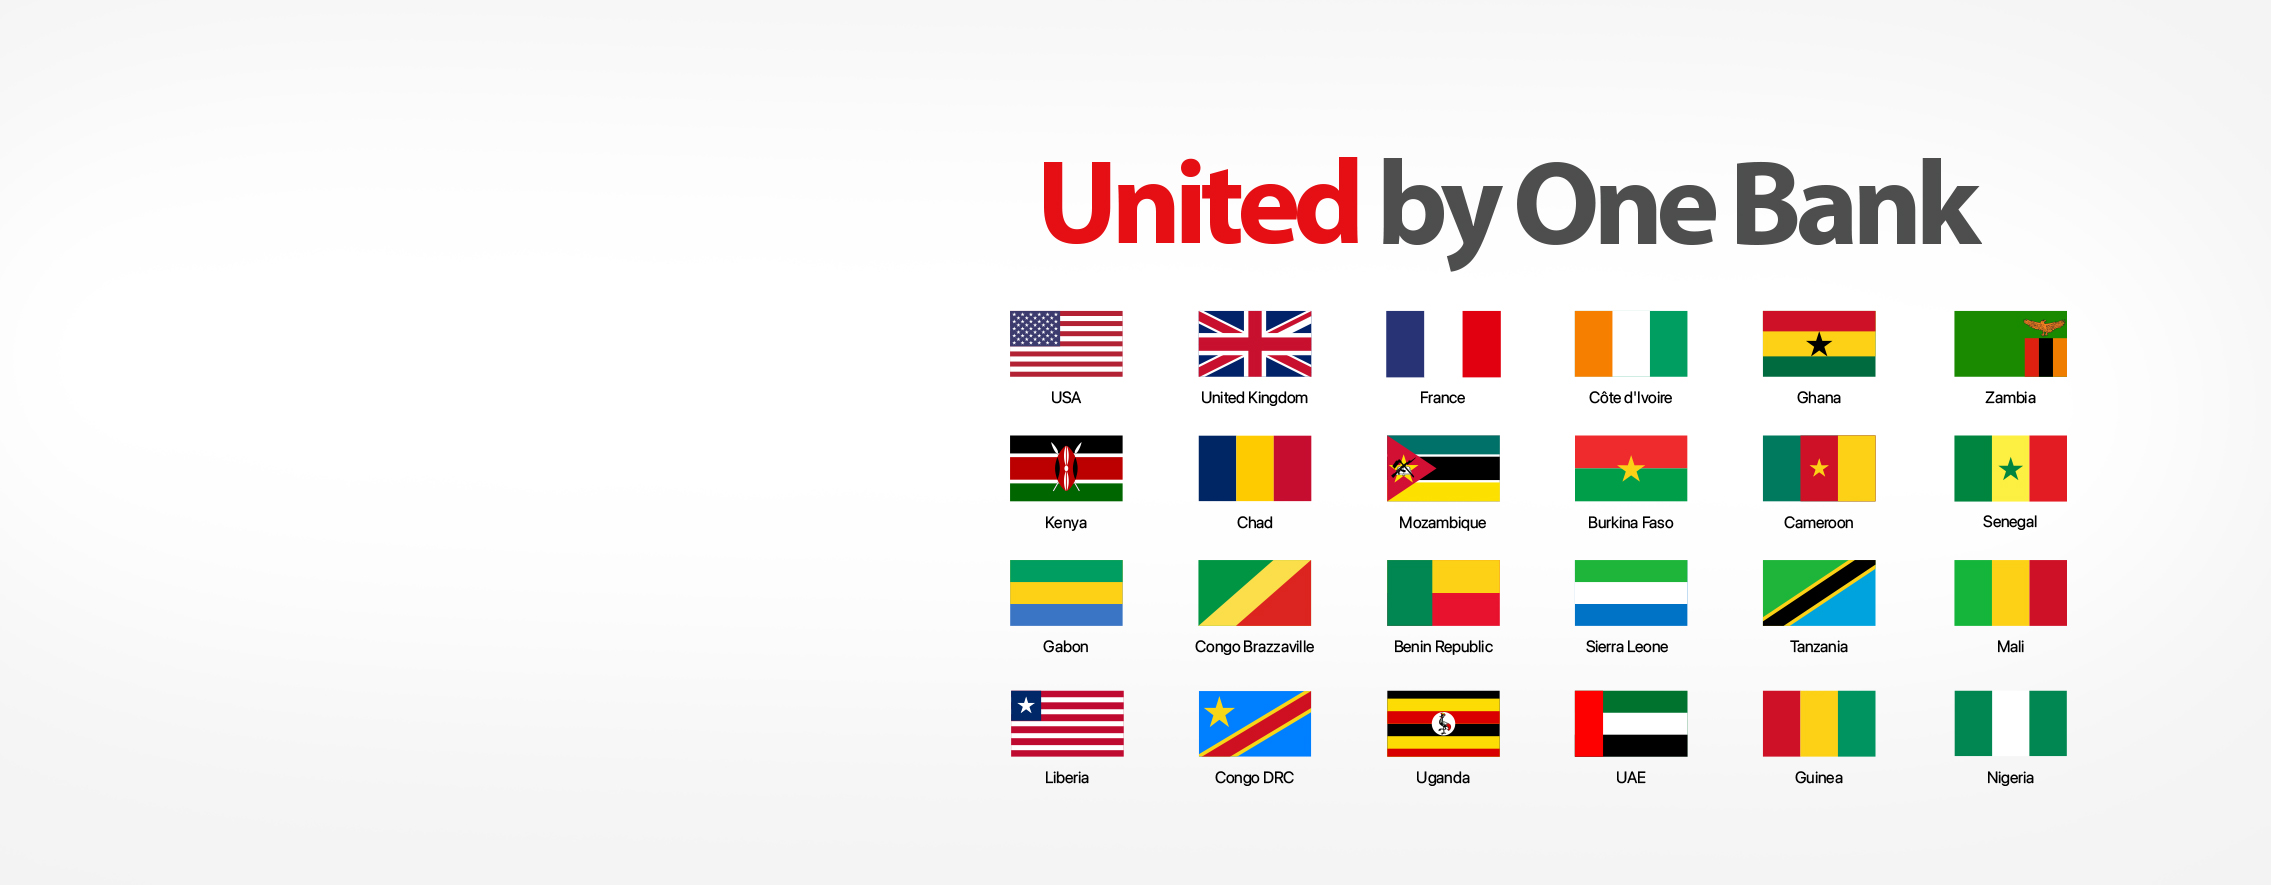 United by One Bank
USA United Kingdom France Côte d'Ivoire Ghana Zambia
Kenya Chad Mozambique Burkina Faso Cameroon Senegal
Gabon Congo Brazzaville Benin Republic Sierra Leone Tanzania Mali
Liberia Congo DRC Uganda UAE Guinea Nigeria